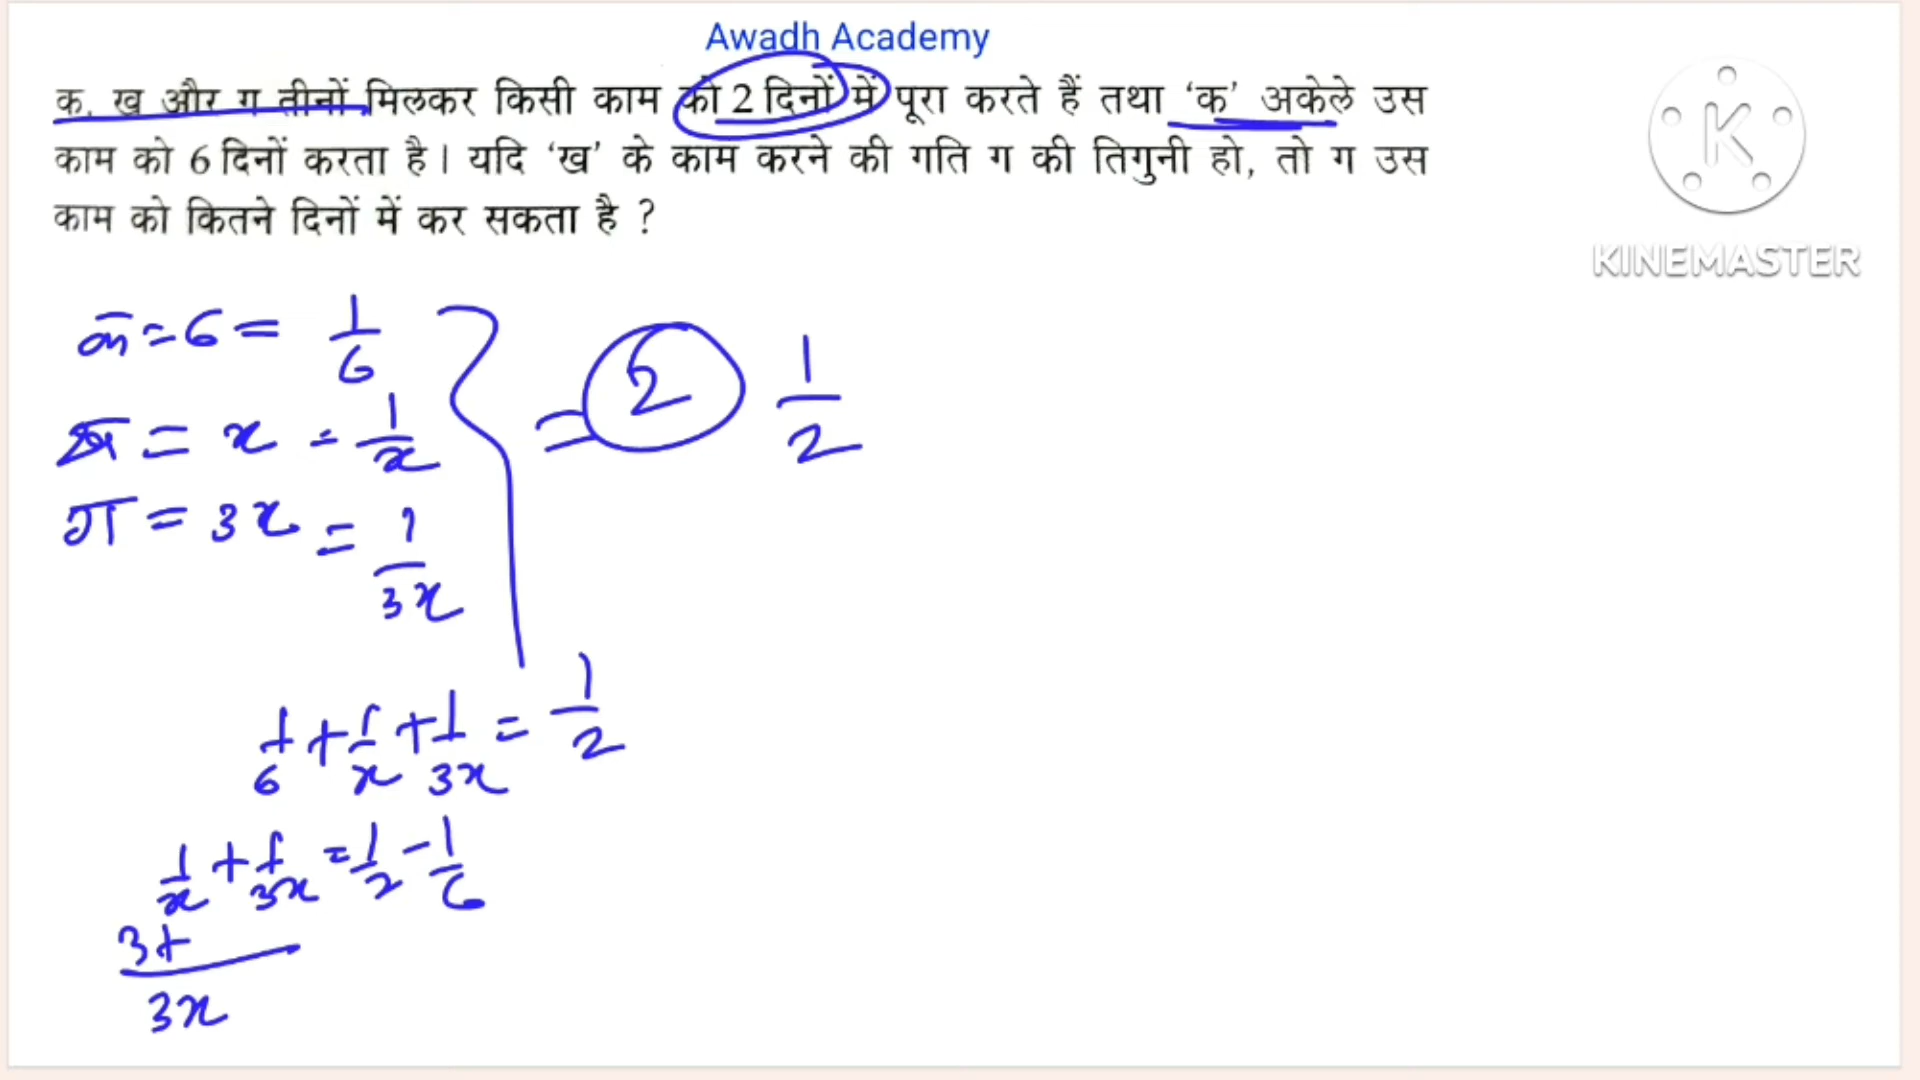 Awadh Academy
क, ख और ग तीनों मिलकर किसी काम को 2 दिनों में पूरा करते हैं तथा ‘क’ अकेले उस
काम को 6 दिनों करता है। यदि ‘ख’ के काम करने की गति ग की तिगुनी हो, तो ग उस
काम को कितने दिनों में कर सकता है ?
K
KINEMASTER
क = 6 = 1/6
ख = x = 1/x
ग = 3x = 1/3x
= 2 1/2
1/6 + 1/x + 1/3x = 1/2
1/x + 1/3x = 1/2 - 1/6
3+
3x